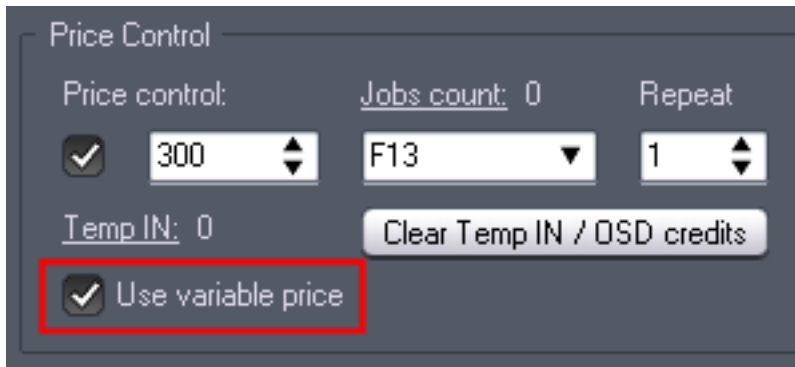 Price Control
Price control: Jobs count: 0 Repeat
300 F13 1
Temp IN: 0 Clear Temp IN / OSD credits
Use variable price